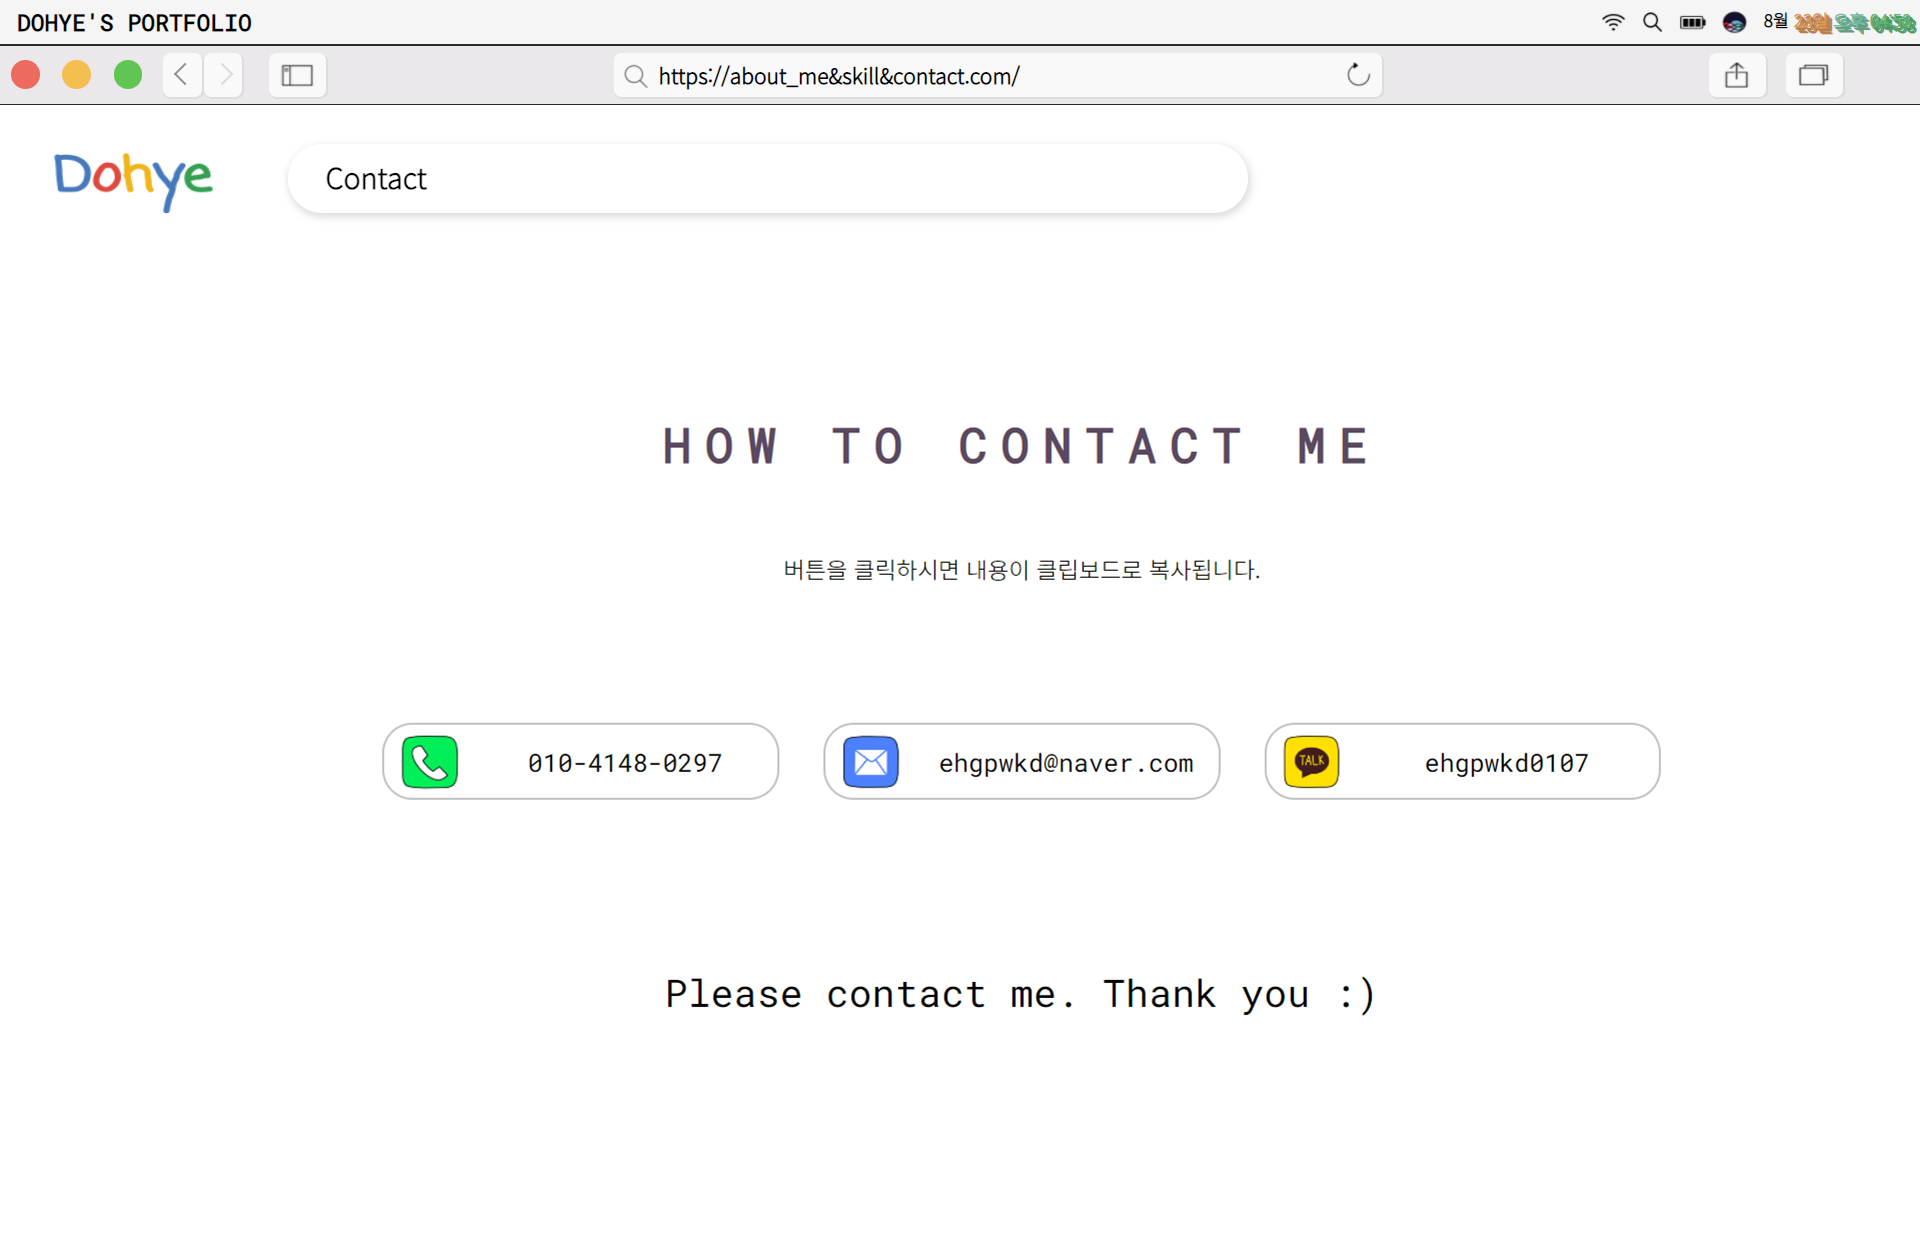 DOHYE'S PORTFOLIO
8월
https://about_me&skill&contact.com/
Dohye
Contact
HOW TO CONTACT ME
버튼을 클릭하시면 내용이 클립보드로 복사됩니다.
010-4148-0297
ehgpwkd@naver.com
TALK
ehgpwkd0107
Please contact me. Thank you :)